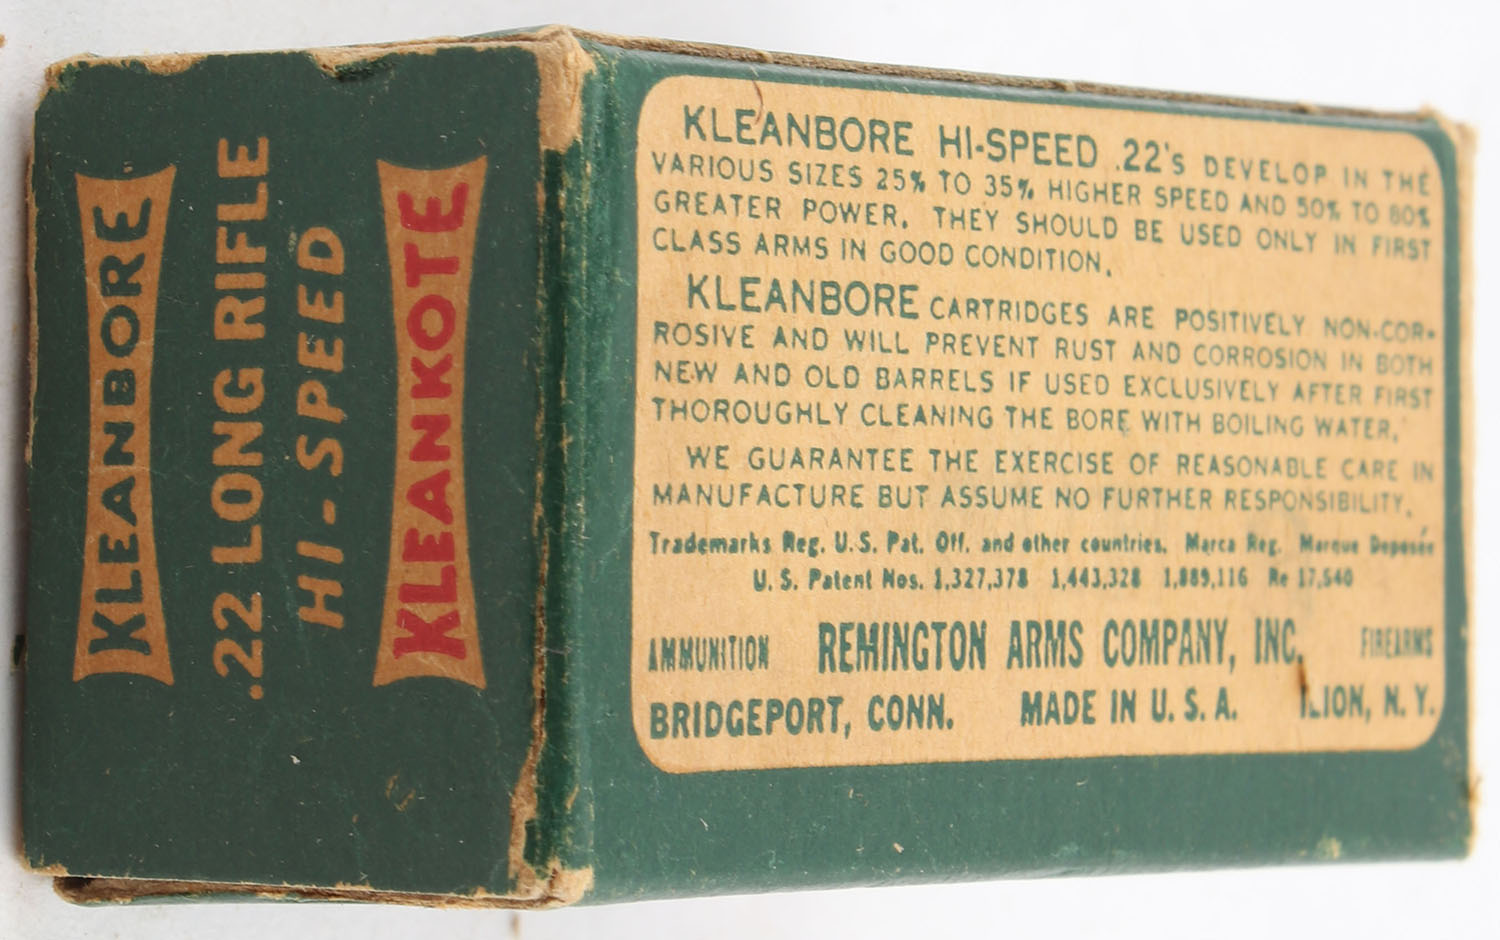 KLEANBORE
.22 LONG RIFLE
HI-SPEED
KLEANKOTE
KLEANBORE HI-SPEED .22's DEVELOP IN THE
VARIOUS SIZES 25% TO 35% HIGHER SPEED AND 50% TO 80%
GREATER POWER. THEY SHOULD BE USED ONLY IN FIRST
CLASS ARMS IN GOOD CONDITION.
KLEANBORE CARTRIDGES ARE POSITIVELY NON-COR-
ROSIVE AND WILL PREVENT RUST AND CORROSION IN BOTH
NEW AND OLD BARRELS IF USED EXCLUSIVELY AFTER FIRST
THOROUGHLY CLEANING THE BORE WITH BOILING WATER.
WE GUARANTEE THE EXERCISE OF REASONABLE CARE IN
MANUFACTURE BUT ASSUME NO FURTHER RESPONSIBILITY.
Trademarks Reg. U.S. Pat. Off. and other countries. Marca Reg. Marque Deposée
U.S. Patent Nos. 1,327,378 1,443,328 1,889,116 Re 17,540
AMMUNITION REMINGTON ARMS COMPANY, INC. FIREARMS
BRIDGEPORT, CONN. MADE IN U.S.A. ILION, N.Y.